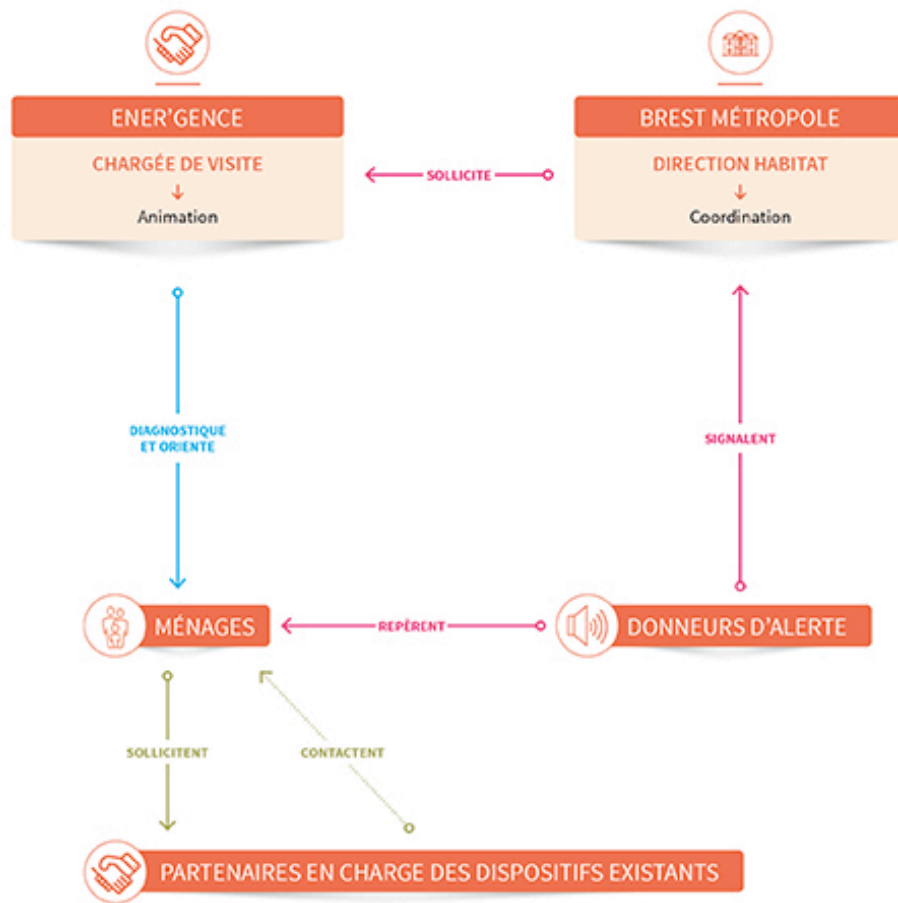 ENER'GENCE
CHARGÉE DE VISITE
Animation
SOLLICITE
BREST MÉTROPOLE
DIRECTION HABITAT
Coordination
DIAGNOSTIQUE
ET ORIENTE
SIGNALENT
MÉNAGES
REPÈRENT
DONNEURS D'ALERTE
SOLLICITENT
CONTACTENT
PARTENAIRES EN CHARGE DES DISPOSITIFS EXISTANTS